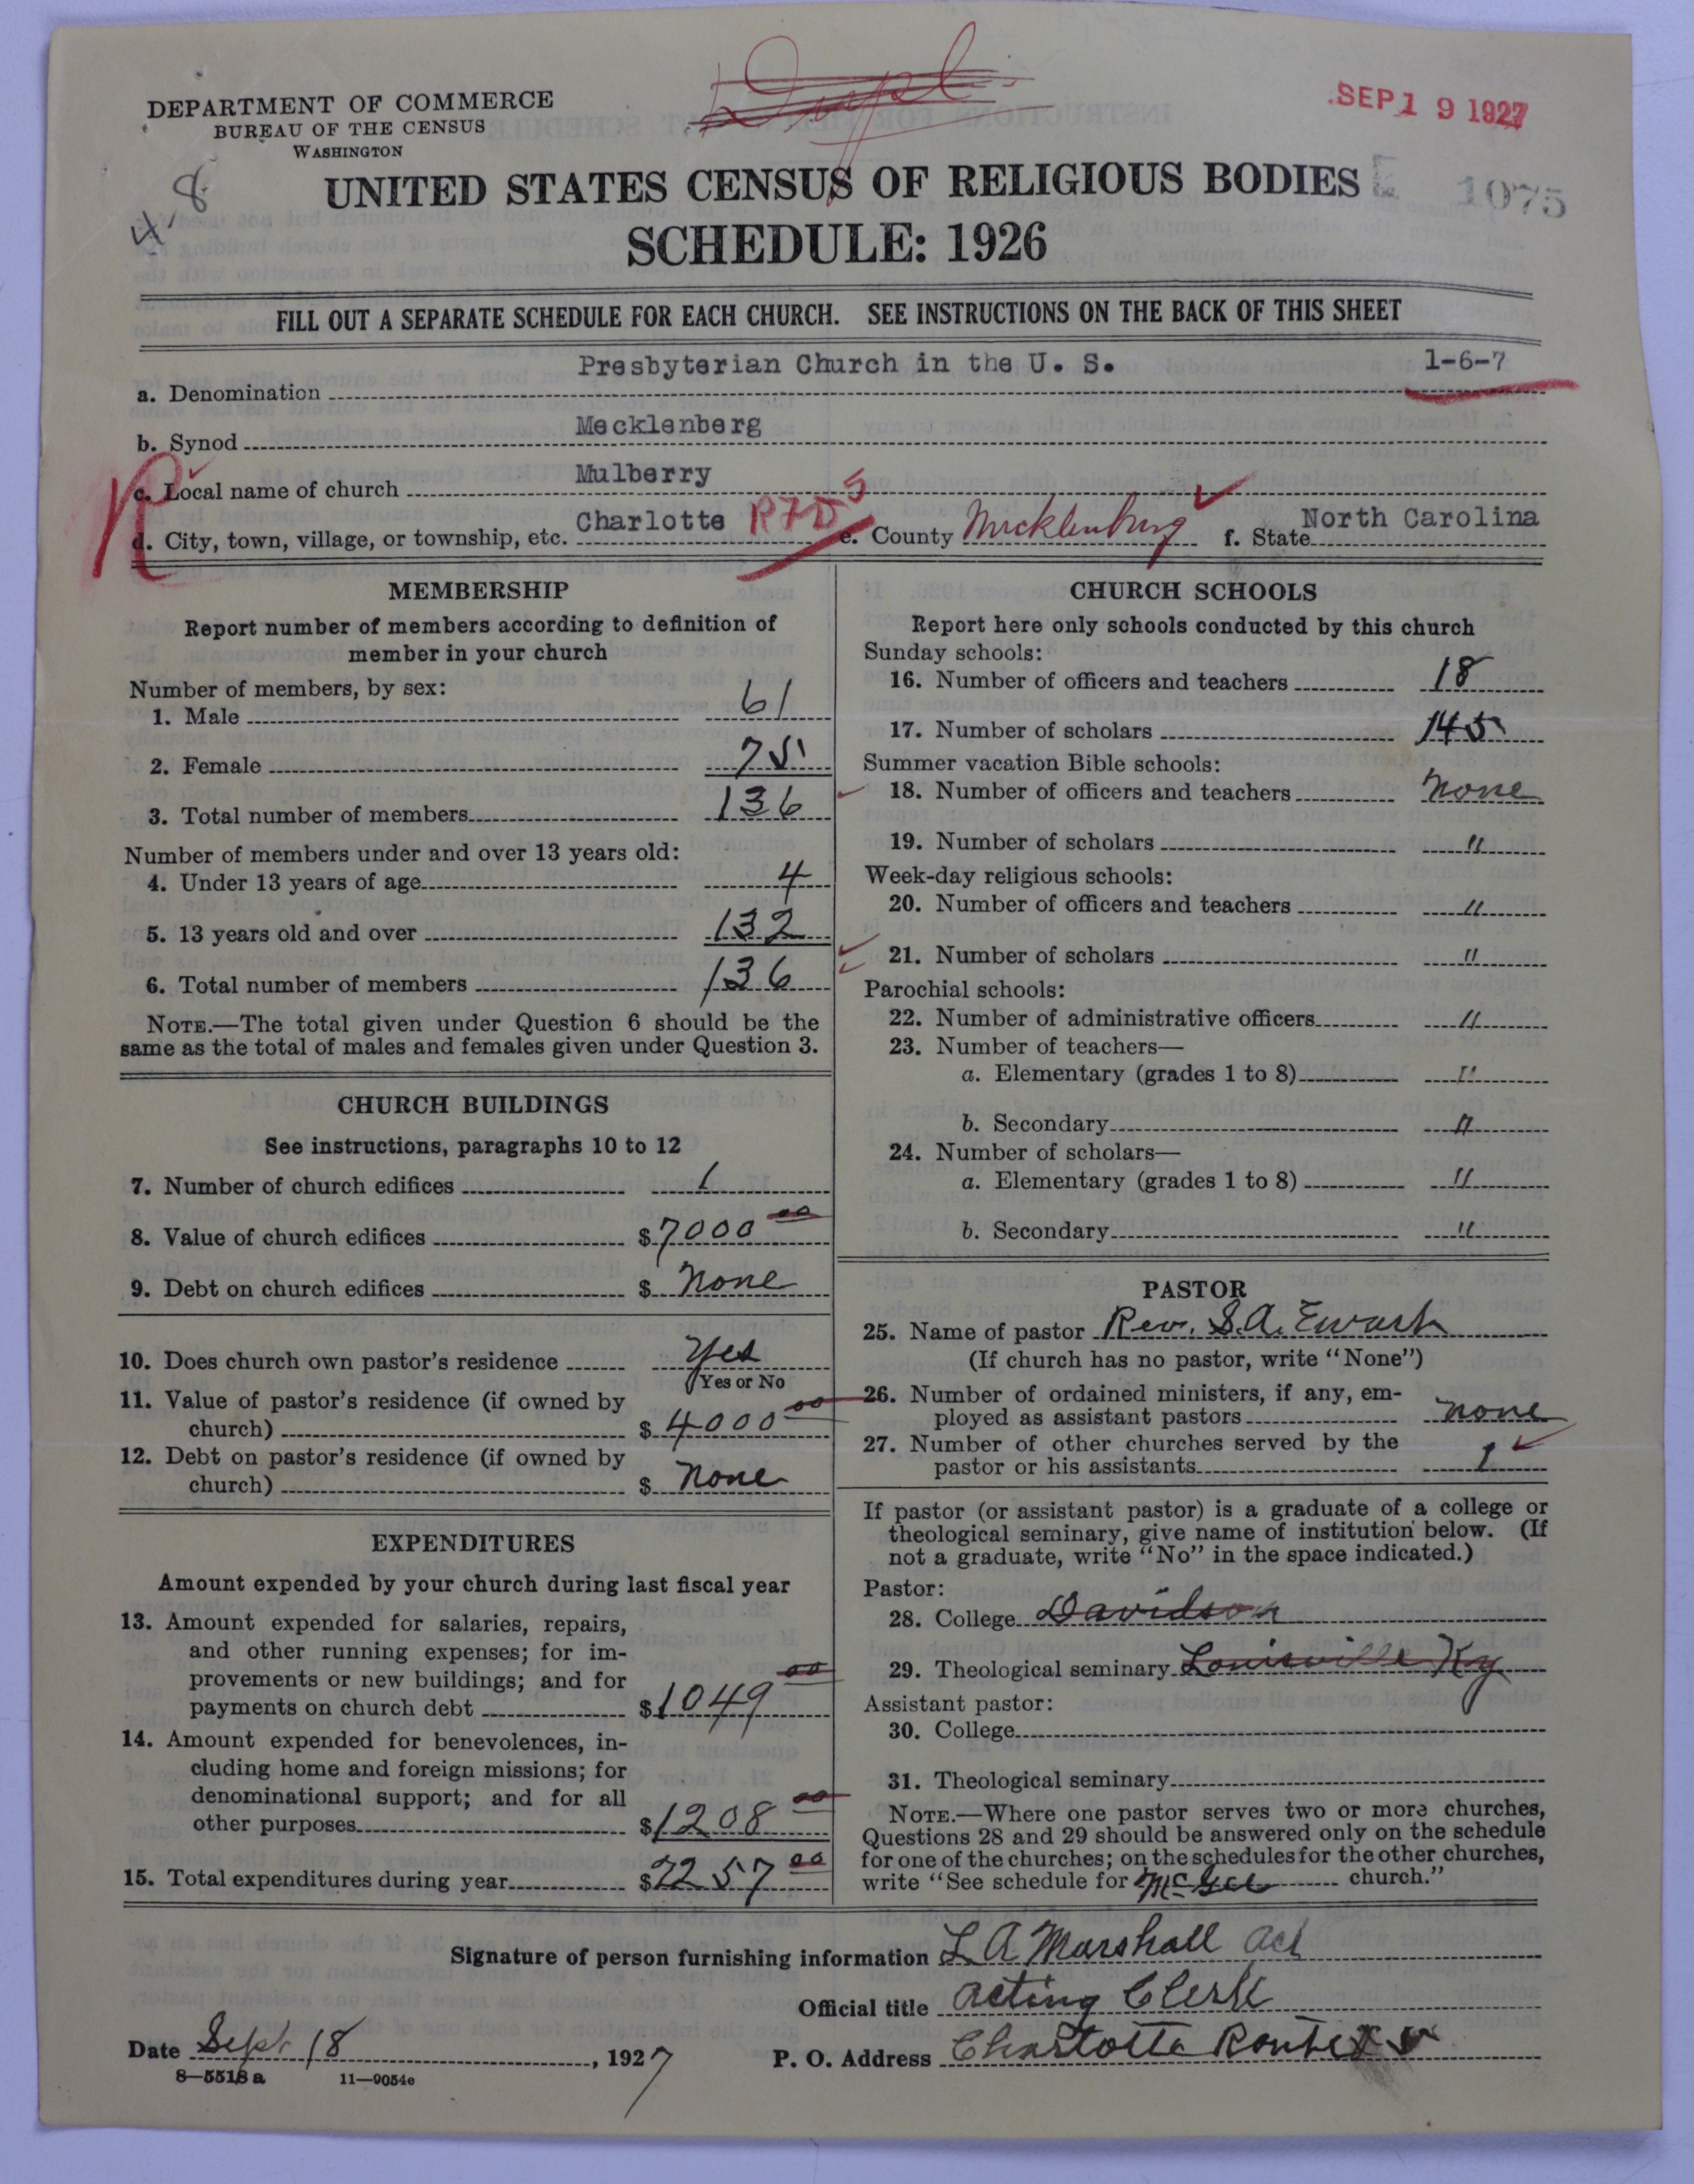 Dupl
SEP 19 1927
DEPARTMENT OF COMMERCE
BUREAU OF THE CENSUS
WASHINGTON
4-8
UNITED STATES CENSUS OF RELIGIOUS BODIES
1075
SCHEDULE: 1926
FILL OUT A SEPARATE SCHEDULE FOR EACH CHURCH. SEE INSTRUCTIONS ON THE BACK OF THIS SHEET
a. Denomination Presbyterian Church in the U. S. 1-6-7
b. Synod Mecklenberg
c. Local name of church Mulberry
R
d. City, town, village, or township, etc. Charlotte RFD 5 e. County Mecklenburg f. State North Carolina
MEMBERSHIP
Report number of members according to definition of
member in your church
Number of members, by sex:
1. Male 61
2. Female 75
3. Total number of members 136
Number of members under and over 13 years old:
4. Under 13 years of age 4
5. 13 years old and over 132
6. Total number of members 136
NOTE.—The total given under Question 6 should be the
same as the total of males and females given under Question 3.
CHURCH BUILDINGS
See instructions, paragraphs 10 to 12
7. Number of church edifices 1
8. Value of church edifices $7000 00
9. Debt on church edifices $ None
10. Does church own pastor's residence Yes
Yes or No
11. Value of pastor's residence (if owned by
church) $4000 00
12. Debt on pastor's residence (if owned by
church) $ None
EXPENDITURES
Amount expended by your church during last fiscal year
13. Amount expended for salaries, repairs,
and other running expenses; for im-
provements or new buildings; and for
payments on church debt $1049 00
14. Amount expended for benevolences, in-
cluding home and foreign missions; for
denominational support; and for all
other purposes $1208 00
15. Total expenditures during year $2257 00
CHURCH SCHOOLS
Report here only schools conducted by this church
Sunday schools:
16. Number of officers and teachers 18
17. Number of scholars 145
Summer vacation Bible schools:
18. Number of officers and teachers None
19. Number of scholars "
Week-day religious schools:
20. Number of officers and teachers "
21. Number of scholars "
Parochial schools:
22. Number of administrative officers "
23. Number of teachers—
a. Elementary (grades 1 to 8) "
b. Secondary "
24. Number of scholars—
a. Elementary (grades 1 to 8) "
b. Secondary "
PASTOR
25. Name of pastor Rev. S. A. Ewart
(If church has no pastor, write "None")
26. Number of ordained ministers, if any, em-
ployed as assistant pastors None
27. Number of other churches served by the
pastor or his assistants 1
If pastor (or assistant pastor) is a graduate of a college or
theological seminary, give name of institution below. (If
not a graduate, write "No" in the space indicated.)
Pastor:
28. College Davidson
29. Theological seminary Louisville Ky
Assistant pastor:
30. College
31. Theological seminary
NOTE.—Where one pastor serves two or more churches,
Questions 28 and 29 should be answered only on the schedule
for one of the churches; on the schedules for the other churches,
write "See schedule for McGee church."
Signature of person furnishing information L A Marshall act
Official title Acting Clerk
Date Sept 18, 1927 P. O. Address Charlotte Route
8—5518 a 11—9054e